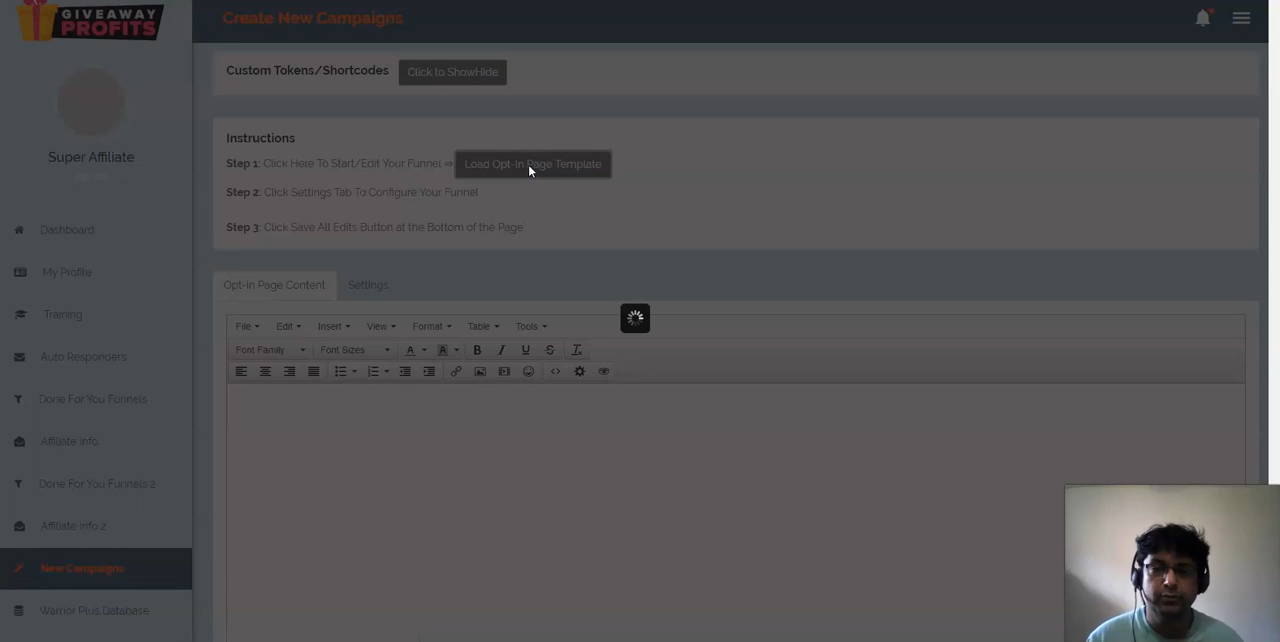 GIVEAWAY
PROFITS
Create New Campaigns
Custom Tokens/Shortcodes
Click to ShowHide
Instructions
Step 1: Click Here To Start/Edit Your Funnel ⇒
Load Opt-In Page Template
Step 2: Click Settings Tab To Configure Your Funnel
Step 3: Click Save All Edits Button at the Bottom of the Page
Super Affiliate
Dashboard
My Profile
Training
Auto Responders
Done For You Funnels
Affiliate info
Done For You Funnels 2
Affiliate info 2
New Campaigns
Warrior Plus Database
Opt-In Page Content
Settings
File Edit Insert View Format Table Tools
Font Family Font Sizes A A B I U S Tx